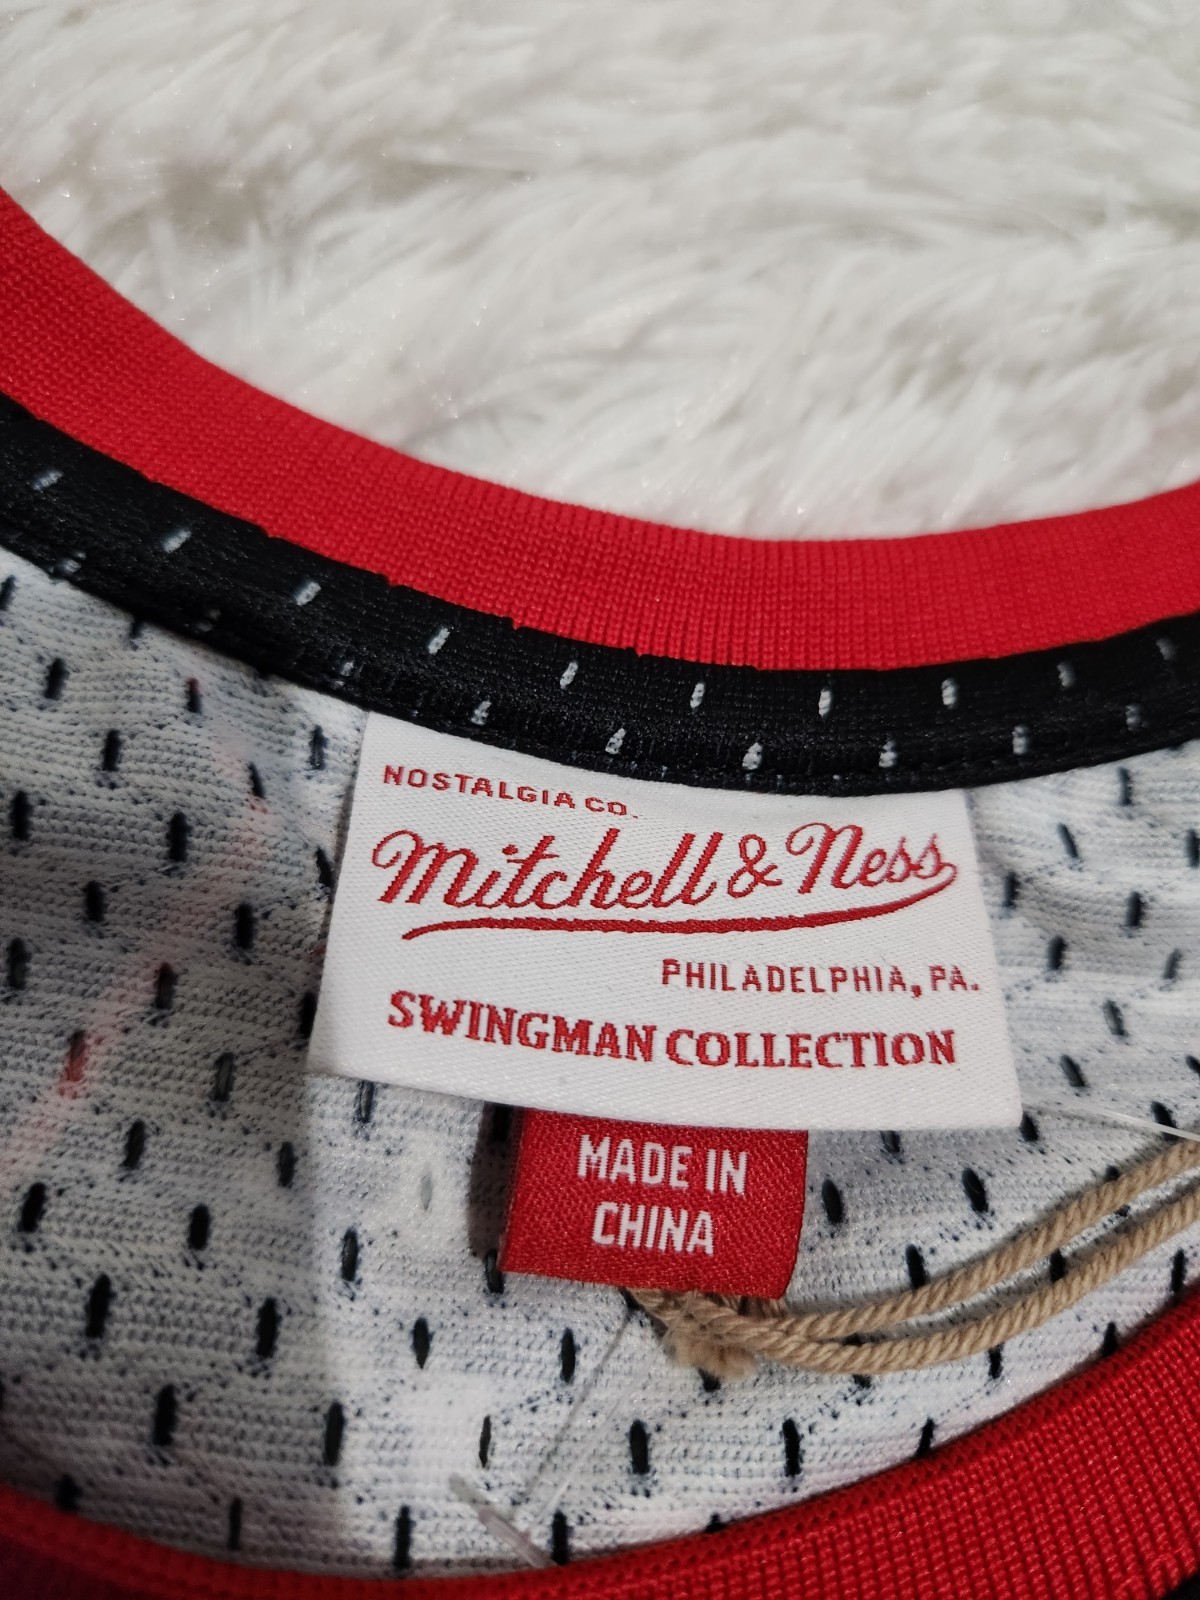 NOSTALGIA CO.
Mitchell & Ness
PHILADELPHIA, PA.
SWINGMAN COLLECTION
MADE IN
CHINA